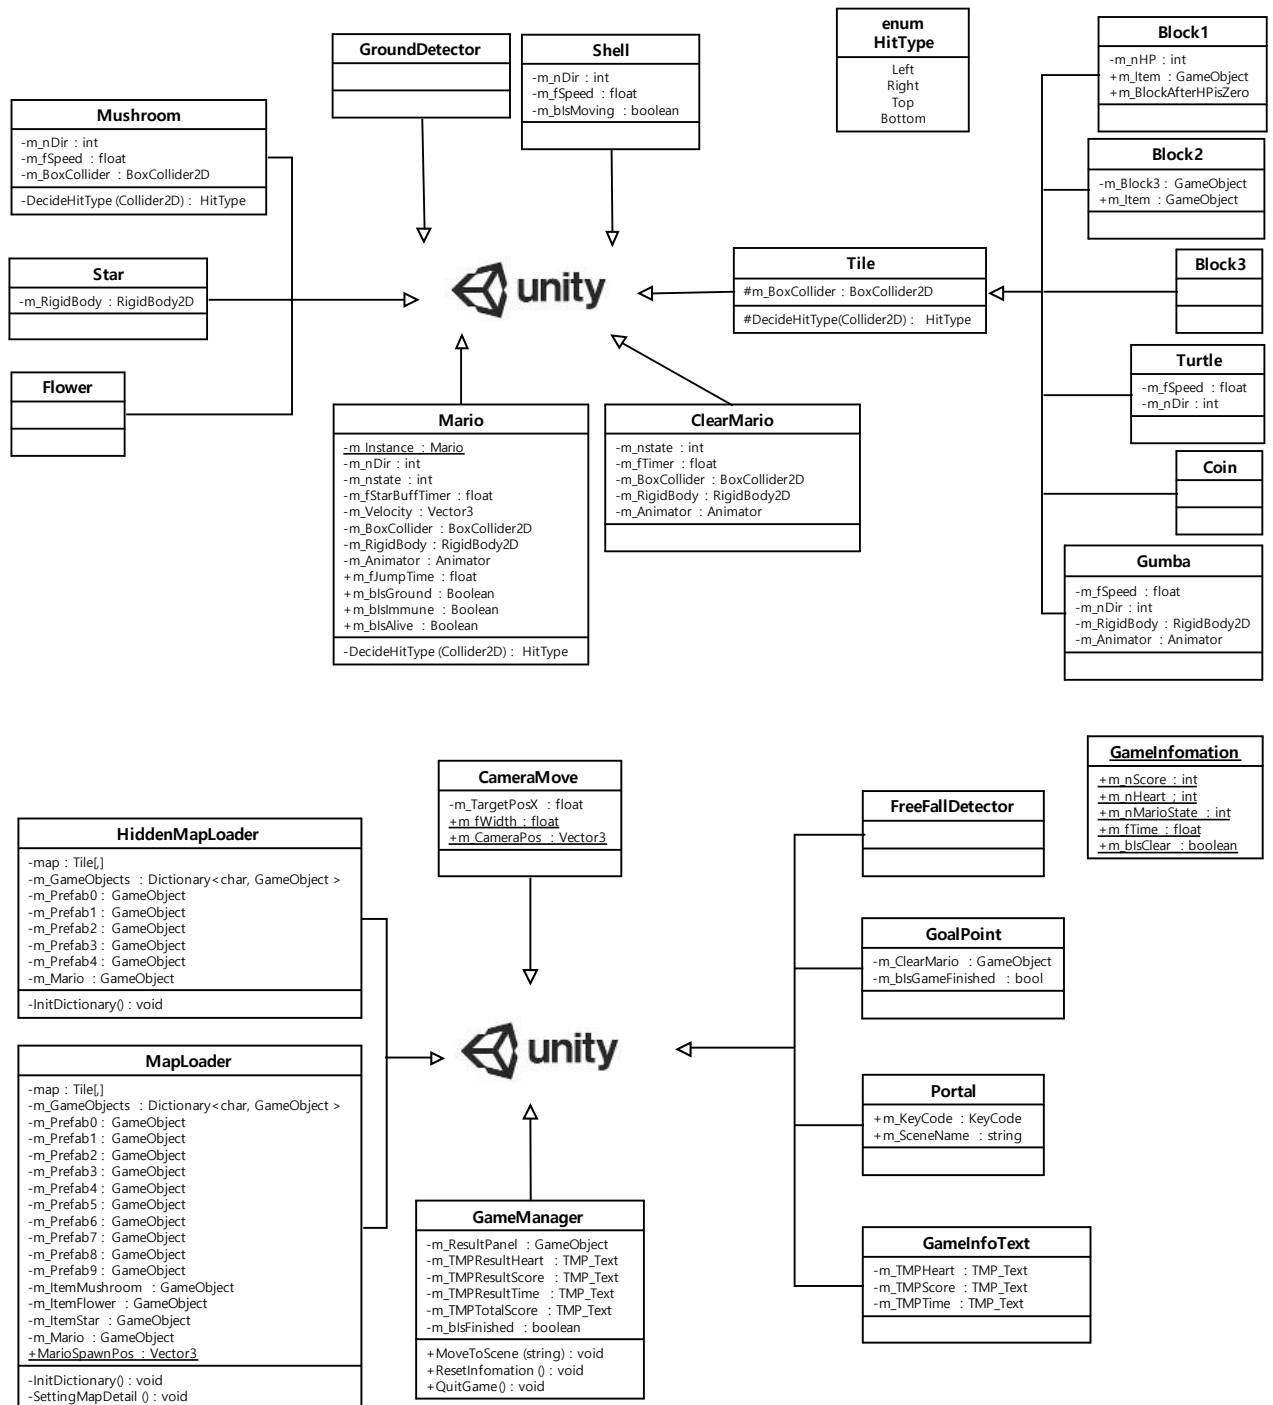 GroundDetector
Shell
-m_nDir : int
-m_fSpeed : float
-m_bIsMoving : boolean
enum
HitType
Left
Right
Top
Bottom
Block1
-m_nHP : int
+m_Item : GameObject
+m_BlockAfterHPisZero
Mushroom
-m_nDir : int
-m_fSpeed : float
-m_BoxCollider : BoxCollider2D
-DecideHitType (Collider2D) : HitType
Block2
-m_Block3 : GameObject
+m_Item : GameObject
Star
-m_RigidBody : RigidBody2D
unity
Tile
#m_BoxCollider : BoxCollider2D
#DecideHitType(Collider2D) : HitType
Block3
Flower
Turtle
-m_fSpeed : float
-m_nDir : int
Mario
-m_Instance : Mario
-m_nDir : int
-m_nstate : int
-m_fStarBuffTimer : float
-m_Velocity : Vector3
-m_BoxCollider : BoxCollider2D
-m_RigidBody : RigidBody2D
-m_Animator : Animator
+m_fJumpTime : float
+m_bIsGround : Boolean
+m_bIsImmune : Boolean
+m_bIsAlive : Boolean
-DecideHitType (Collider2D) : HitType
ClearMario
-m_nstate : int
-m_fTimer : float
-m_BoxCollider : BoxCollider2D
-m_RigidBody : RigidBody2D
-m_Animator : Animator
Coin
Gumba
-m_fSpeed : float
-m_nDir : int
-m_RigidBody : RigidBody2D
-m_Animator : Animator
CameraMove
-m_TargetPosX : float
+m_fWidth : float
+m_CameraPos : Vector3
GameInfomation
+m_nScore : int
+m_nHeart ; int
+m_nMarioState : int
+m_fTime : float
+m_bIsClear : boolean
HiddenMapLoader
-map : Tile[,]
-m_GameObjects : Dictionary<char, GameObject >
-m_Prefab0 : GameObject
-m_Prefab1 : GameObject
-m_Prefab2 : GameObject
-m_Prefab3 : GameObject
-m_Prefab4 : GameObject
-m_Mario : GameObject
-InitDictionary() : void
FreeFallDetector
GoalPoint
-m_ClearMario : GameObject
-m_bIsGameFinished : bool
unity
MapLoader
-map : Tile[,]
-m_GameObjects : Dictionary<char, GameObject >
-m_Prefab0 : GameObject
-m_Prefab1 : GameObject
-m_Prefab2 : GameObject
-m_Prefab3 : GameObject
-m_Prefab4 : GameObject
-m_Prefab5 : GameObject
-m_Prefab6 : GameObject
-m_Prefab7 : GameObject
-m_Prefab8 : GameObject
-m_Prefab9 : GameObject
-m_ItemMushroom : GameObject
-m_ItemFlower : GameObject
-m_ItemStar : GameObject
-m_Mario : GameObject
+MarioSpawnPos : Vector3
-InitDictionary() : void
-SettingMapDetail () : void
Portal
+m_KeyCode : KeyCode
+m_SceneName : string
GameManager
-m_ResultPanel : GameObject
-m_TMPResultHeart : TMP_Text
-m_TMPResultScore : TMP_Text
-m_TMPResultTime : TMP_Text
-m_TMPTotalScore : TMP_Text
-m_bIsFinished : boolean
+MoveToScene (string) : void
+ResetInfomation () : void
+QuitGame() : void
GameInfoText
-m_TMPHeart : TMP_Text
-m_TMPScore : TMP_Text
-m_TMPTime : TMP_Text